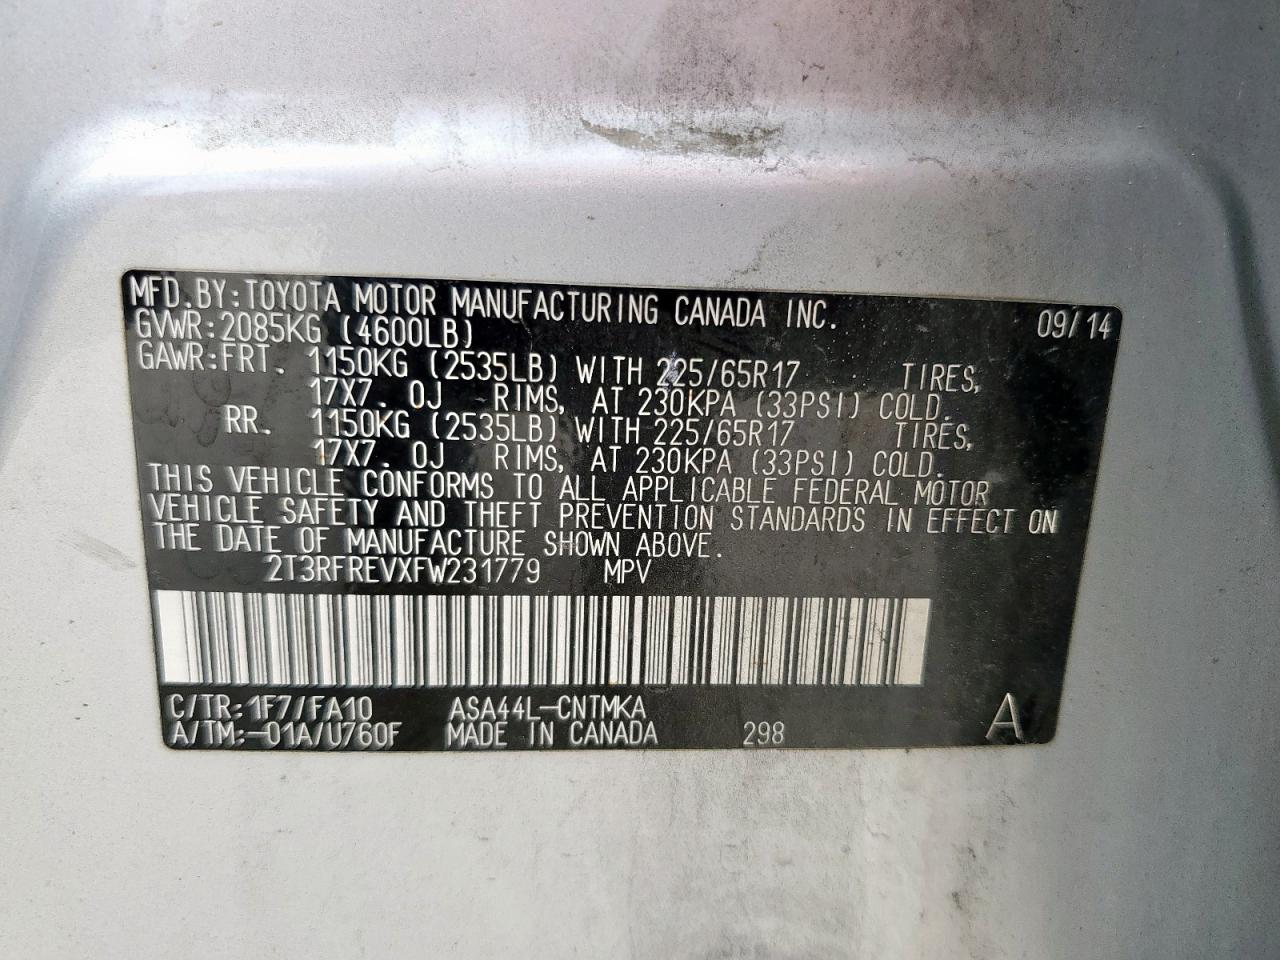 MFD.BY:TOYOTA MOTOR MANUFACTURING CANADA INC. 09/14
GVWR:2085KG (4600LB)
GAWR:FRT. 1150KG (2535LB) WITH 225/65R17 TIRES,
17X7. 0J RIMS, AT 230KPA (33PSI) COLD.
RR. 1150KG (2535LB) WITH 225/65R17 TIRES,
17X7. 0J RIMS, AT 230KPA (33PSI) COLD.
THIS VEHICLE CONFORMS TO ALL APPLICABLE FEDERAL MOTOR
VEHICLE SAFETY AND THEFT PREVENTION STANDARDS IN EFFECT ON
THE DATE OF MANUFACTURE SHOWN ABOVE.
2T3RFREVXFW231779 MPV
C/TR:1F7/FA10 ASA44L-CNTMKA
A/TM:-01A/U760F MADE IN CANADA 298 A